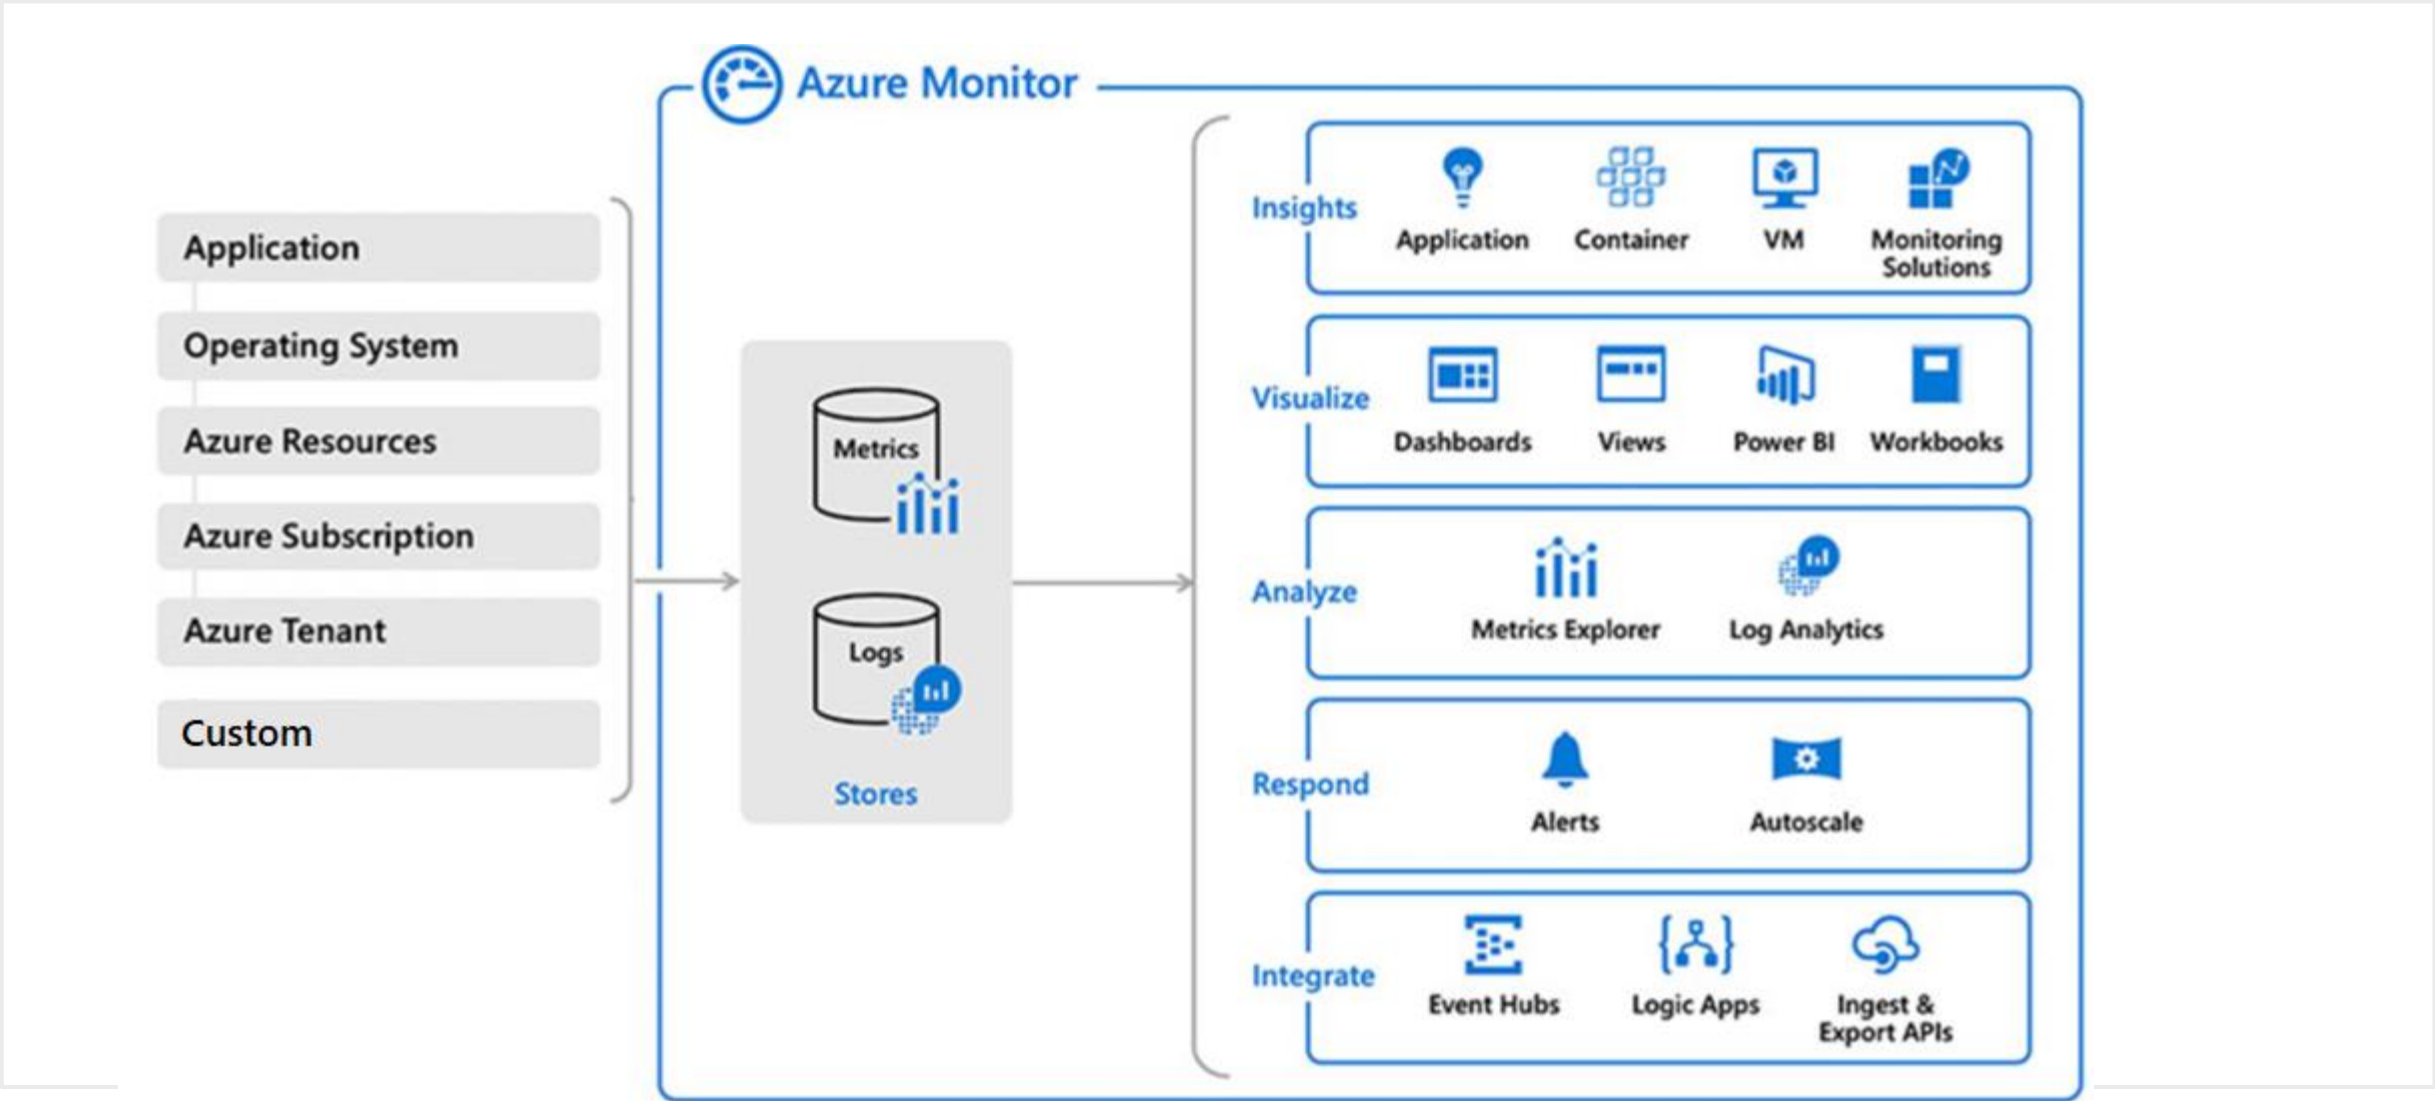 Azure Monitor
Application
Operating System
Azure Resources
Azure Subscription
Azure Tenant
Custom
Metrics
Logs
Stores
Insights
Application
Container
VM
Monitoring
Solutions
Visualize
Dashboards
Views
Power BI
Workbooks
Analyze
Metrics Explorer
Log Analytics
Respond
Alerts
Autoscale
Integrate
Event Hubs
Logic Apps
Ingest &
Export APIs